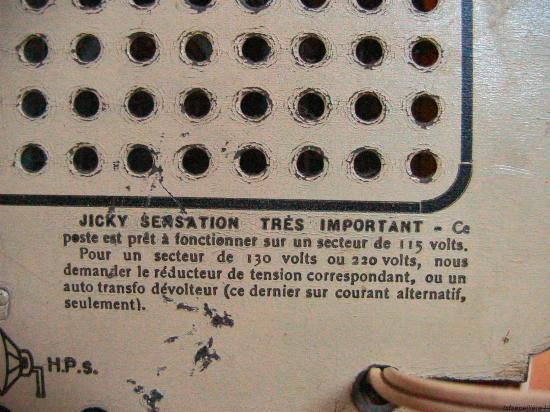 JICKY SENSATION TRÈS IMPORTANT - Ce
poste est prêt à fonctionner sur un secteur de 115 volts.
Pour un secteur de 130 volts ou 220 volts, nous
demander le réducteur de tension correspondant, ou un
auto transfo dévolteur (ce dernier sur courant alternatif,
seulement).
H.P.s.